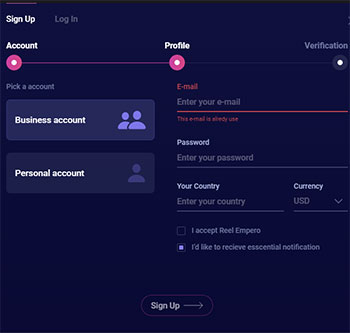 Sign Up Log In
Account Profile Verification
Pick a account
Business account
Personal account
E-mail
Enter your e-mail
This e-mail is alredy use
Password
Enter your password
Your Country Currency
Enter your country USD
I accept Reel Empero
I'd like to recieve esscential notification
Sign Up